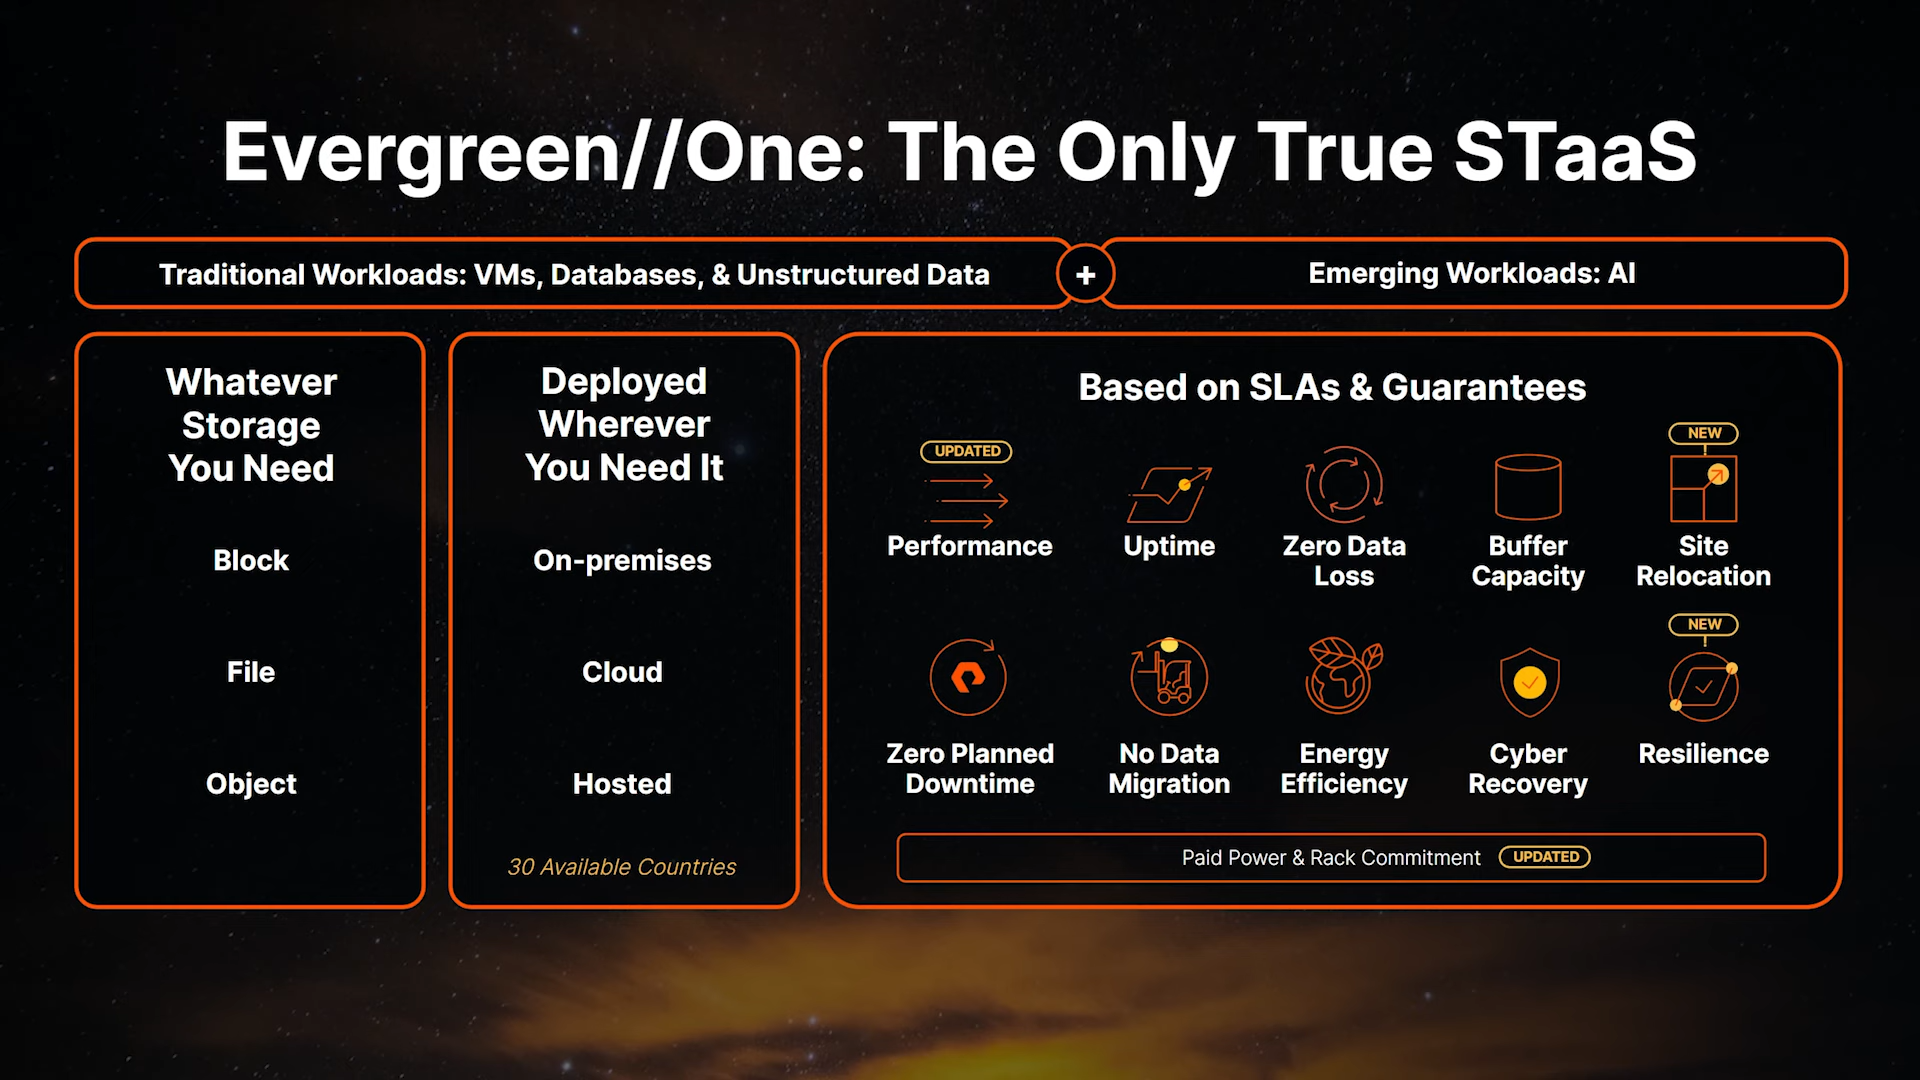 Evergreen//One: The Only True STaaS
Traditional Workloads: VMs, Databases, & Unstructured Data
+
Emerging Workloads: AI
Whatever
Storage
You Need
Block
File
Object
Deployed
Wherever
You Need It
On-premises
Cloud
Hosted
30 Available Countries
Based on SLAs & Guarantees
UPDATED
Performance
Uptime
Zero Data
Loss
Buffer
Capacity
NEW
Site
Relocation
Zero Planned
Downtime
No Data
Migration
Energy
Efficiency
Cyber
Recovery
NEW
Resilience
Paid Power & Rack Commitment UPDATED